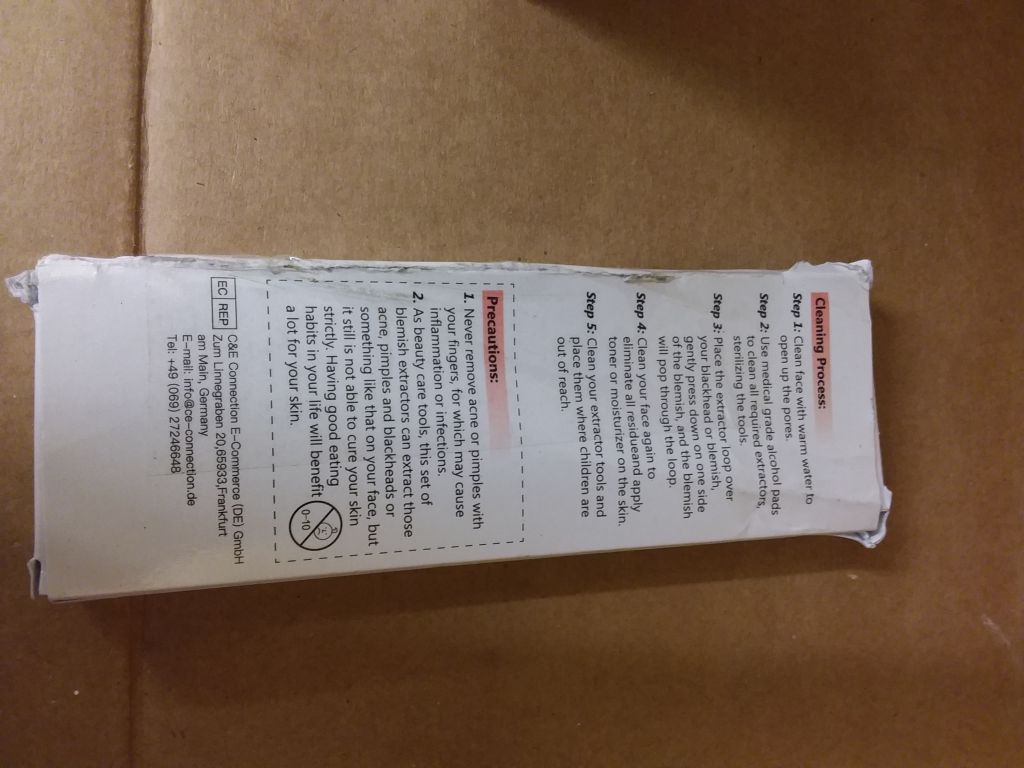 Cleaning Process:
Step 1: Clean face with warm water to
open up the pores.
Step 2: Use medical grade alcohol pads
to clean all required extractors,
sterilizing the tools.
Step 3: Place the extractor loop over
your blackhead or blemish,
gently press down on one side
of the blemish, and the blemish
will pop through the loop.
Step 4: Clean your face again to
eliminate all residueand apply
toner or moisturizer on the skin.
Step 5: Clean your extractor tools and
place them where children are
out of reach.
Precautions:
1. Never remove acne or pimples with
your fingers, for which may cause
inflammation or infections.
2. As beauty care tools, this set of
blemish extractors can extract those
acne, pimples and blackheads or
something like that on your face, but
it still is not able to cure your skin
strictly. Having good eating
habits in your life will benefit
a lot for your skin.
0-10
EC REP
C&E Connection E-Commerce (DE) GmbH
Zum Linnegraben 20,65933,Frankfurt
am Main, Germany
E-mail: info@ce-connection.de
Tel: +49 (069) 27246648